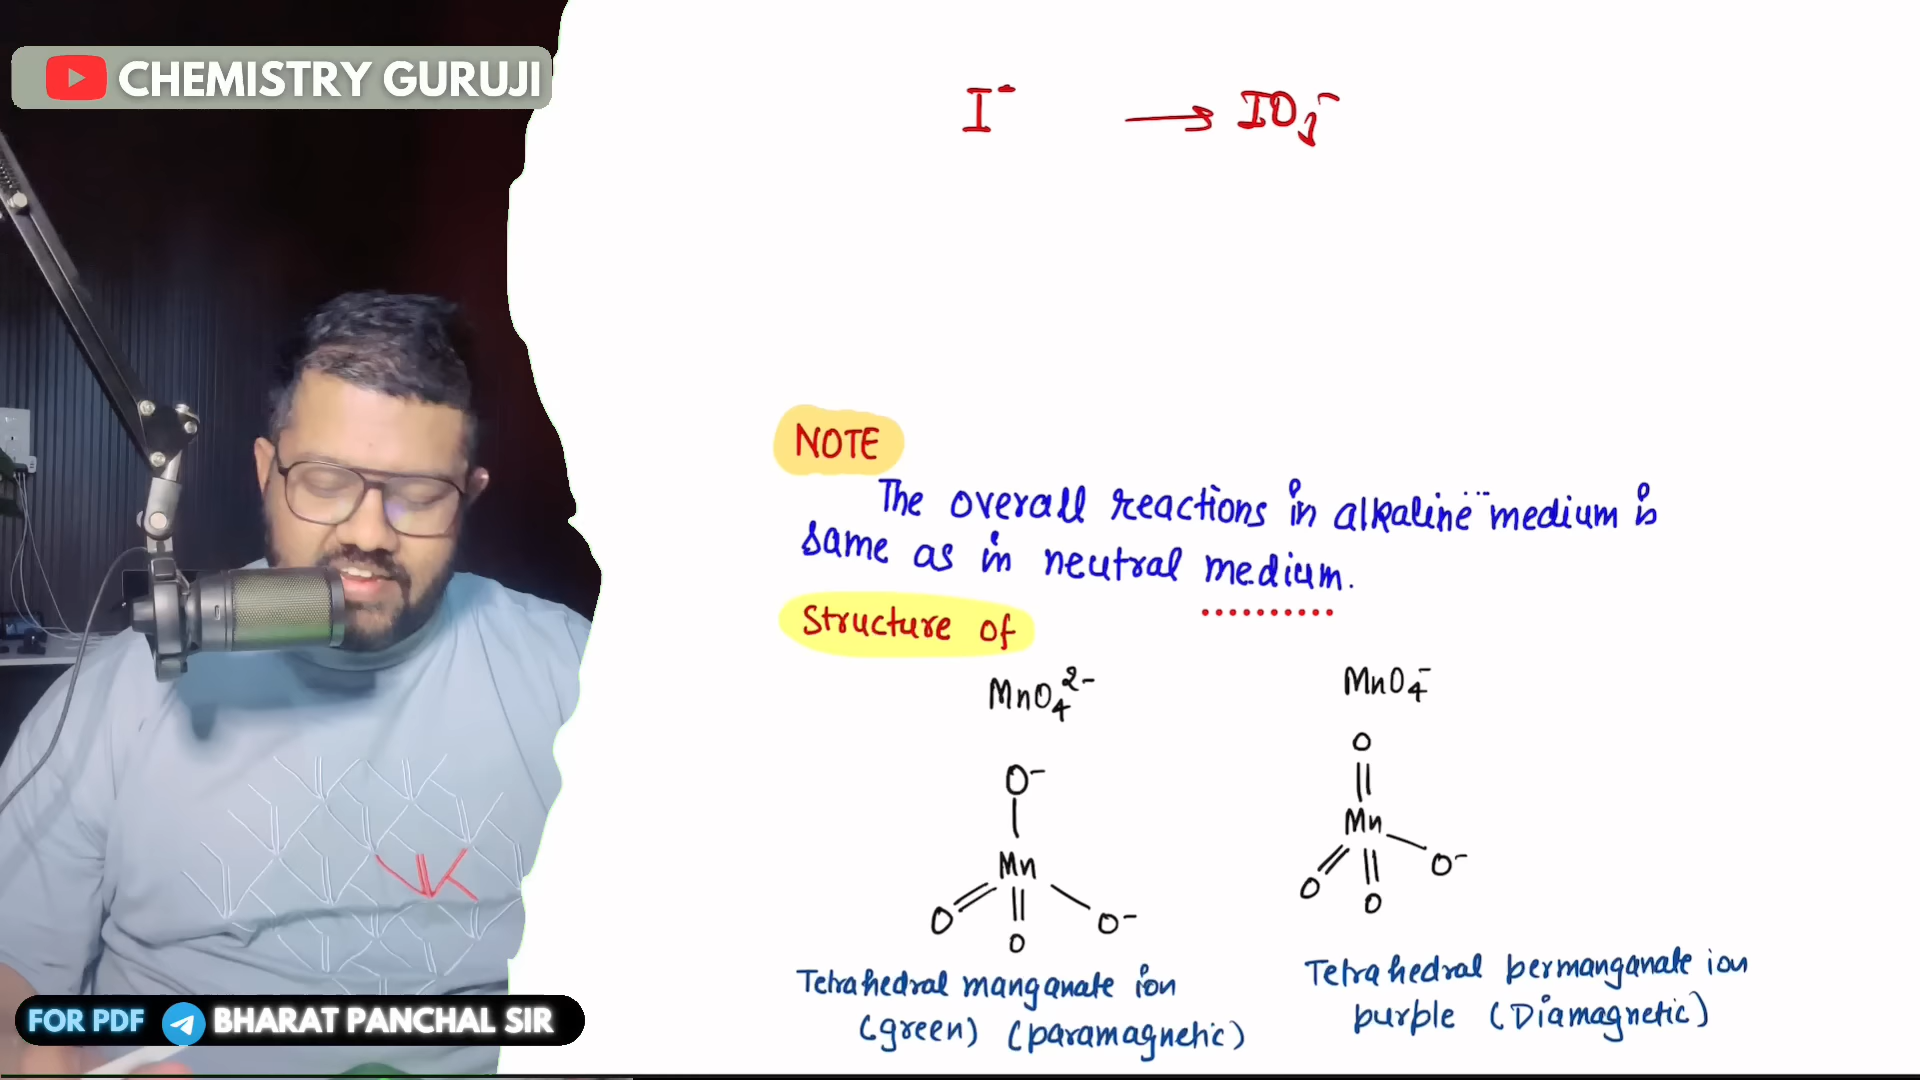 CHEMISTRY GURUJI
I⁻ → IO₃⁻
NOTE
The overall reactions in alkaline medium is
same as in neutral medium.
Structure of
MnO₄²⁻
MnO₄⁻
O⁻
Mn
O
O
O⁻
O
Mn
O
O
O⁻
Tetrahedral manganate ion
(green) (paramagnetic)
Tetrahedral permanganate ion
purple (Diamagnetic)
FOR PDF BHARAT PANCHAL SIR